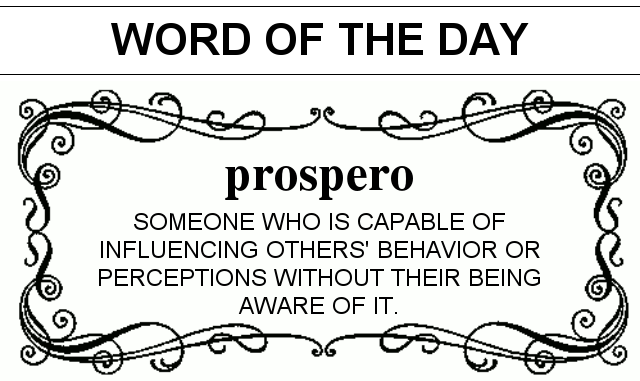 WORD OF THE DAY
prospero
SOMEONE WHO IS CAPABLE OF
INFLUENCING OTHERS' BEHAVIOR OR
PERCEPTIONS WITHOUT THEIR BEING
AWARE OF IT.